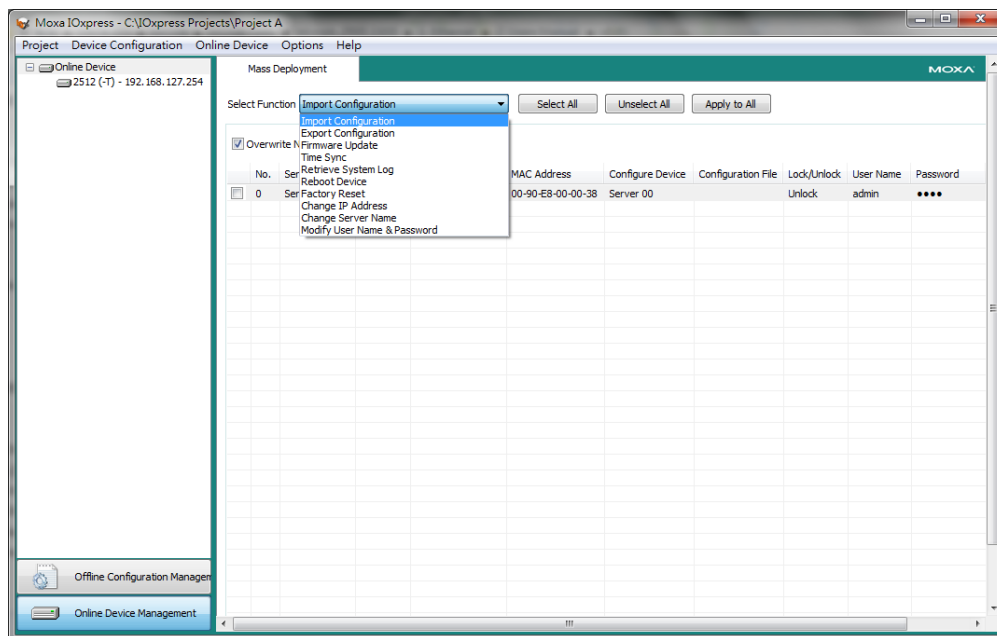 Moxa IOxpress - C:\IOxpress Projects\Project A
Project Device Configuration Online Device Options Help
Online Device
2512 (-T) - 192.168.127.254
Mass Deployment
MOXA
Select Function Import Configuration Select All Unselect All Apply to All
Import Configuration
Export Configuration
Firmware Update
Time Sync
Retrieve System Log
Reboot Device
Factory Reset
Change IP Address
Change Server Name
Modify User Name & Password
Overwrite N
No. Ser MAC Address Configure Device Configuration File Lock/Unlock User Name Password
0 Ser 00-90-E8-00-00-38 Server 00 Unlock admin ●●●●
Offline Configuration Managem
Online Device Management